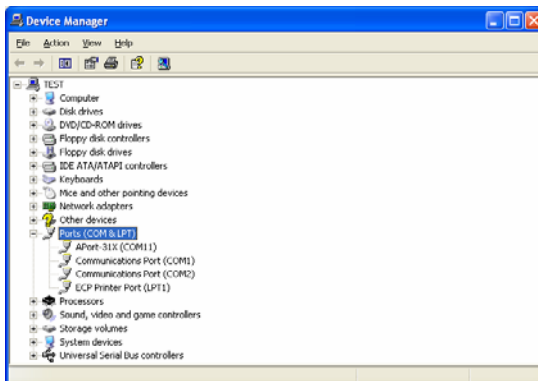 Device Manager
File Action View Help
TEST
Computer
Disk drives
DVD/CD-ROM drives
Floppy disk controllers
Floppy disk drives
IDE ATA/ATAPI controllers
Keyboards
Mice and other pointing devices
Network adapters
Other devices
Ports (COM & LPT)
APort-31X (COM11)
Communications Port (COM1)
Communications Port (COM2)
ECP Printer Port (LPT1)
Processors
Sound, video and game controllers
Storage volumes
System devices
Universal Serial Bus controllers